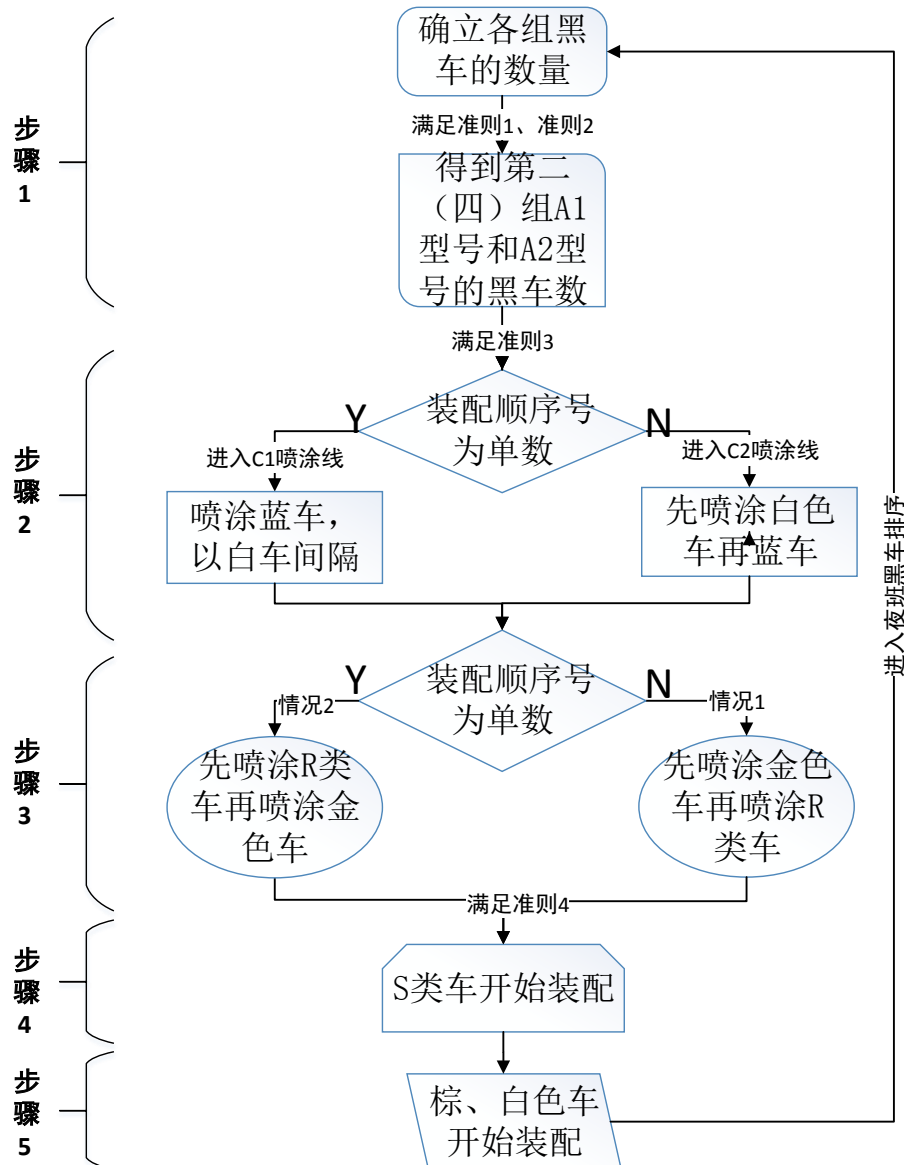 步
骤
1
确立各组黑
车的数量
满足准则1、准则2
得到第二
（四）组A1
型号和A2型
号的黑车数
满足准则3
步
骤
2
装配顺序号
为单数
Y
N
进入C1喷涂线
进入C2喷涂线
喷涂蓝车，
以白车间隔
先喷涂白色
车再蓝车
进入夜班黑车排序
步
骤
3
装配顺序号
为单数
Y
N
情况2
情况1
先喷涂R类
车再喷涂金
色车
先喷涂金色
车再喷涂R
类车
满足准则4
步
骤
4
S类车开始装配
步
骤
5
棕、白色车
开始装配